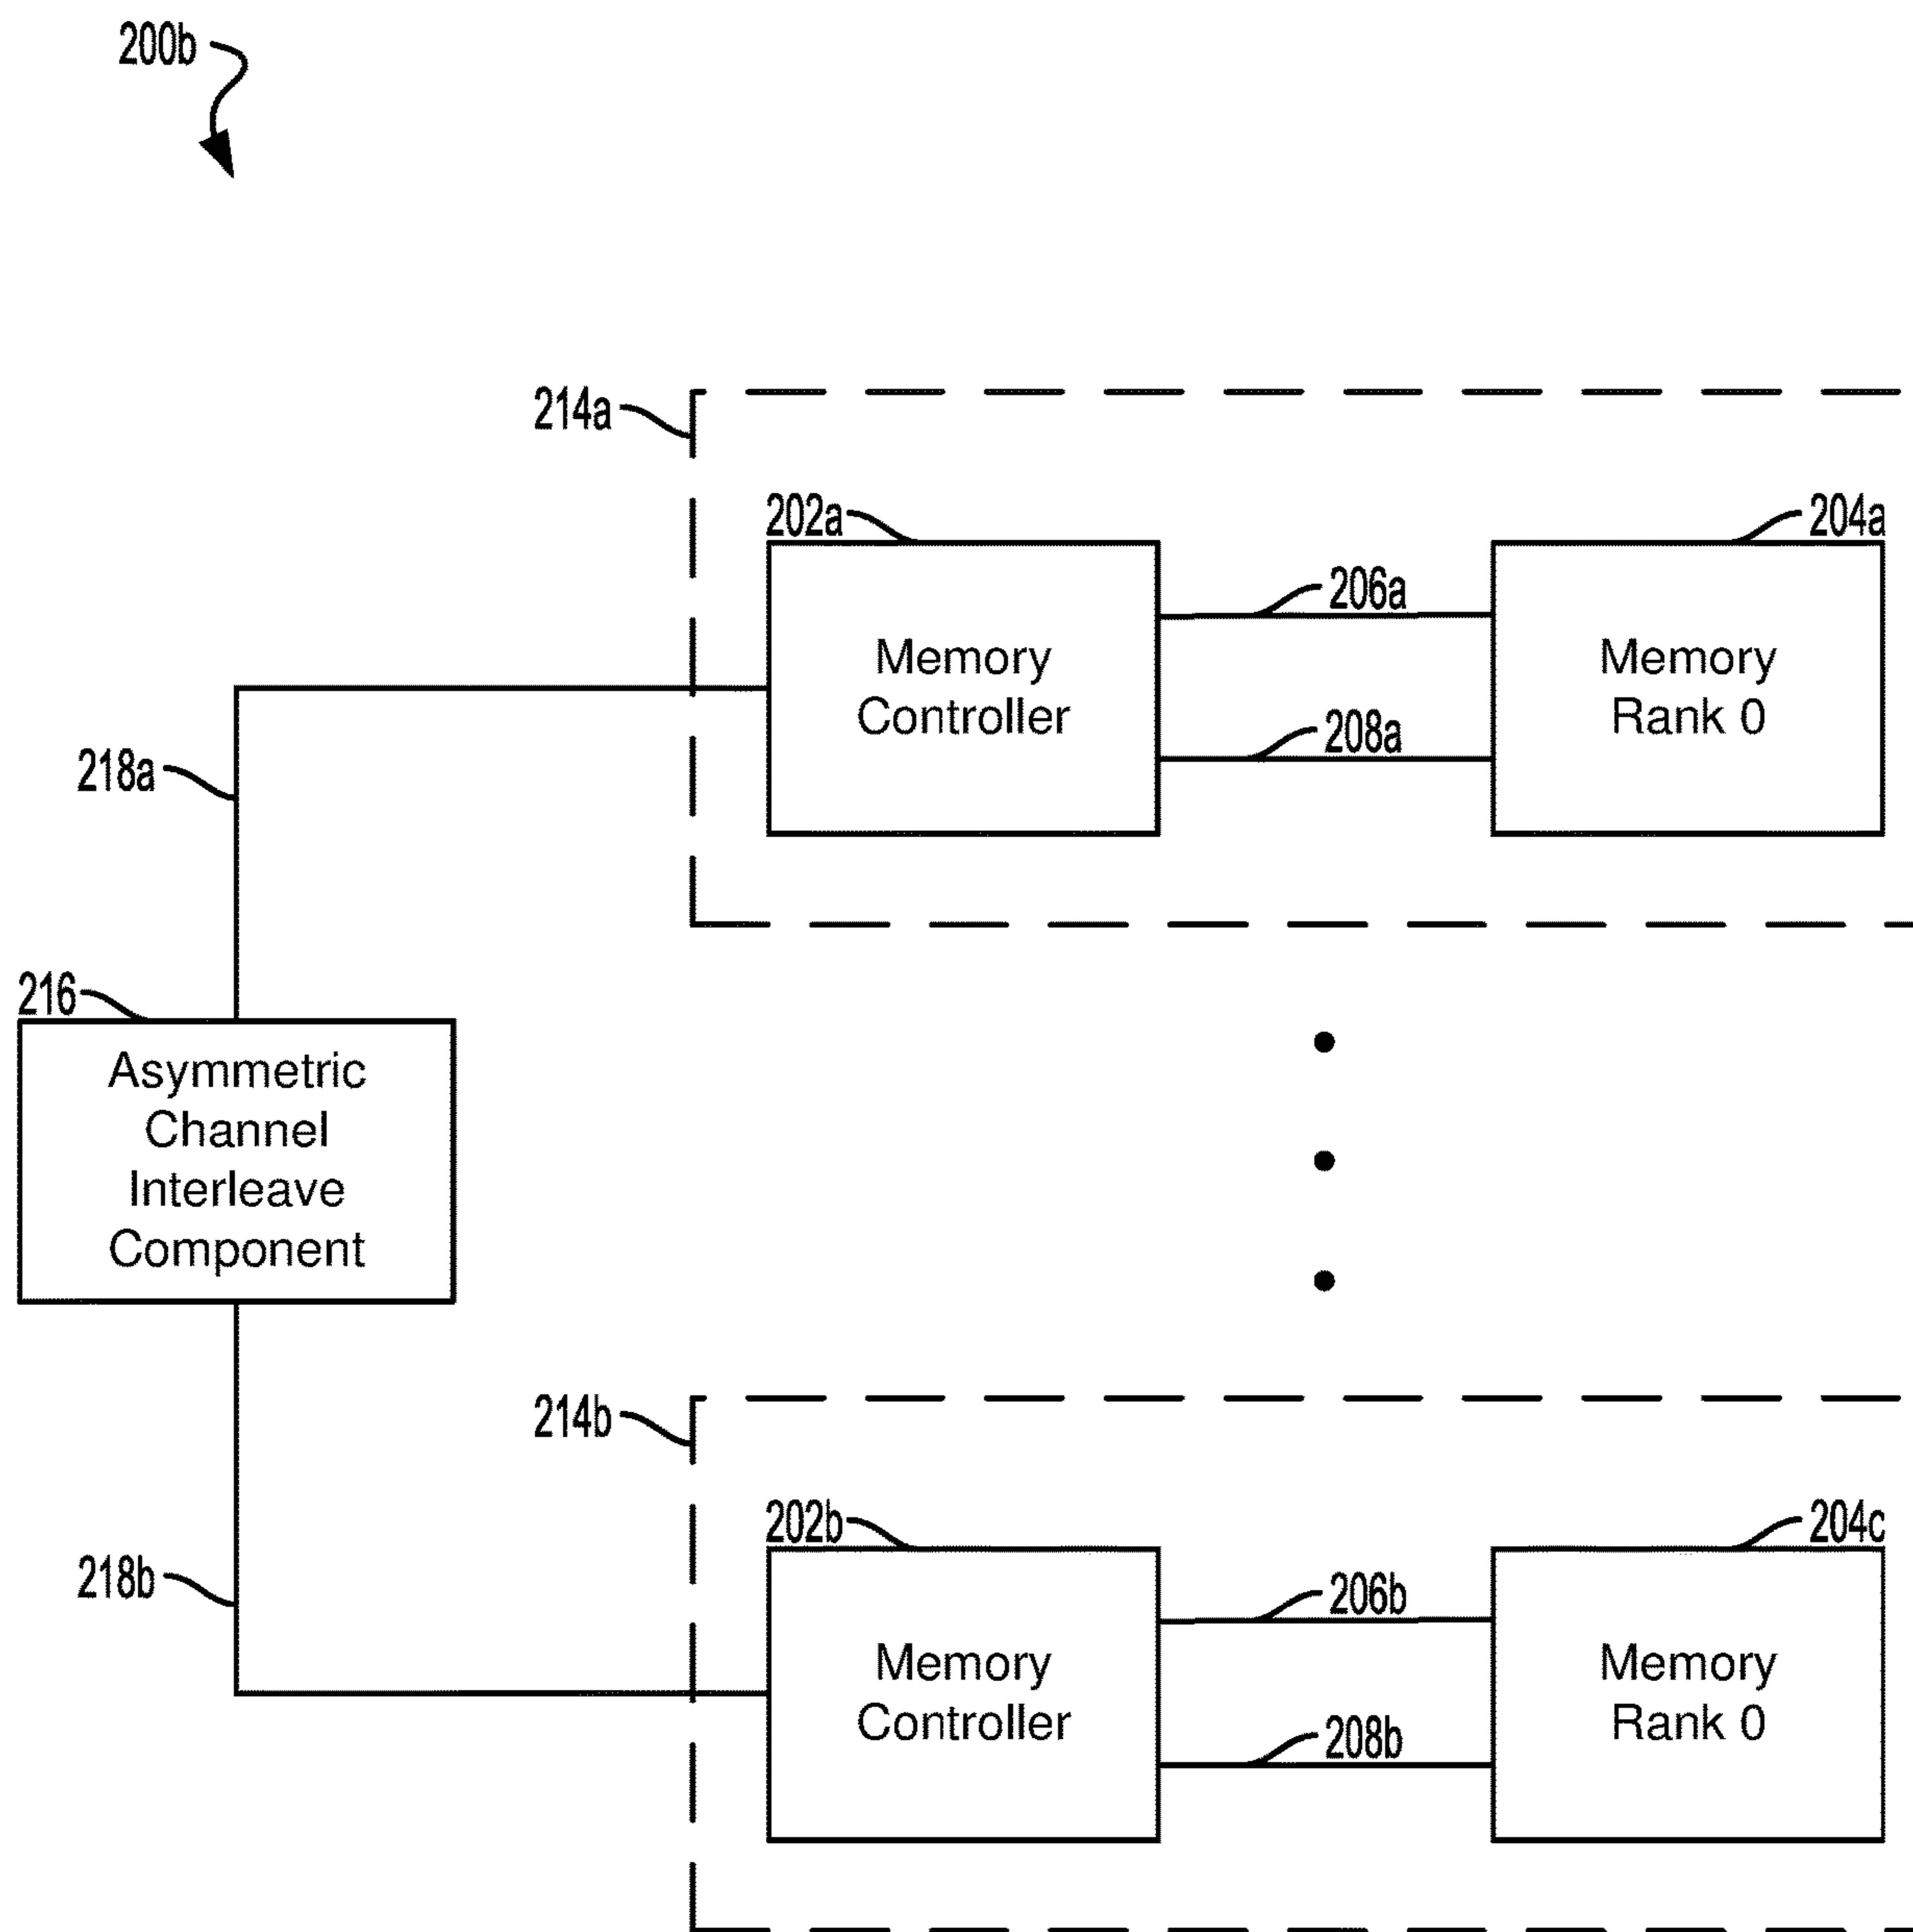 200b
214a
202a
204a
206a
Memory
Controller
Memory
Rank 0
208a
218a
216
Asymmetric
Channel
Interleave
Component
214b
202b
204c
218b
206b
Memory
Controller
Memory
Rank 0
208b